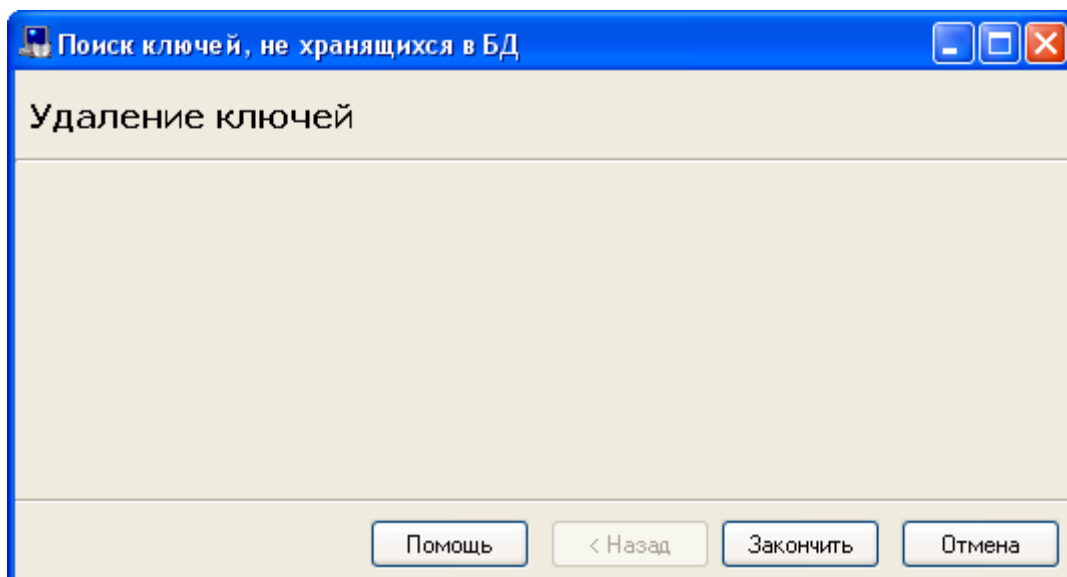 Поиск ключей, не хранящихся в БД
Удаление ключей
Помощь < Назад Закончить Отмена